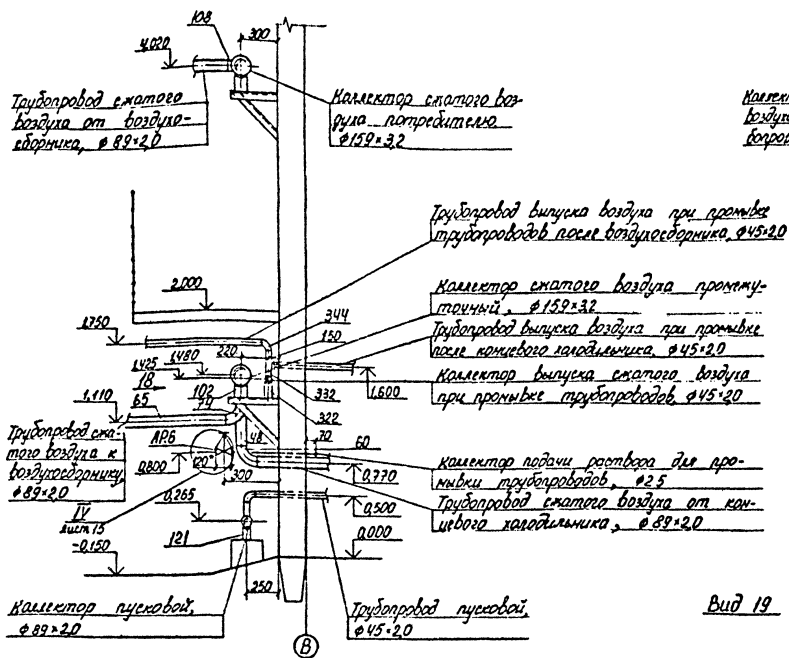 108
300
4,020
Трубопровод сжатого
воздуха от воздухо-
сборника, ф 89×2,0
Коллектор сжатого воз-
духа потребителю
ф159×3,2
Коллек
воздух
бопро
Трубопровод выпуска воздуха при промывке
трубопроводов после воздухосборника, ф45×2,0
2,000
Коллектор сжатого воздуха промежу-
точный, ф159×3,2
Трубопровод выпуска воздуха при промывке
после концевого холодильника, ф45×2,0
Коллектор выпуска сжатого воздуха
при промывке трубопроводов, ф45×2,0
1,750
344
150
220
1,480
1,425
18
102
332
1,600
1,110
65
322
Трубопровод сжа-
того воздуха к
воздухосборнику,
ф89×2,0
АР.6
48
70
60
0,800
120*
300
0,770
Коллектор подачи раствора для про-
мывки трубопроводов, ф25
Трубопровод сжатого воздуха от кон-
цевого холодильника, ф89×2,0
0,265
0,500
IV
лист 15
-0,150
121
0,000
250
Коллектор пусковой,
ф89×2,0
Трубопровод пусковой,
ф45×2,0
Вид 19
В